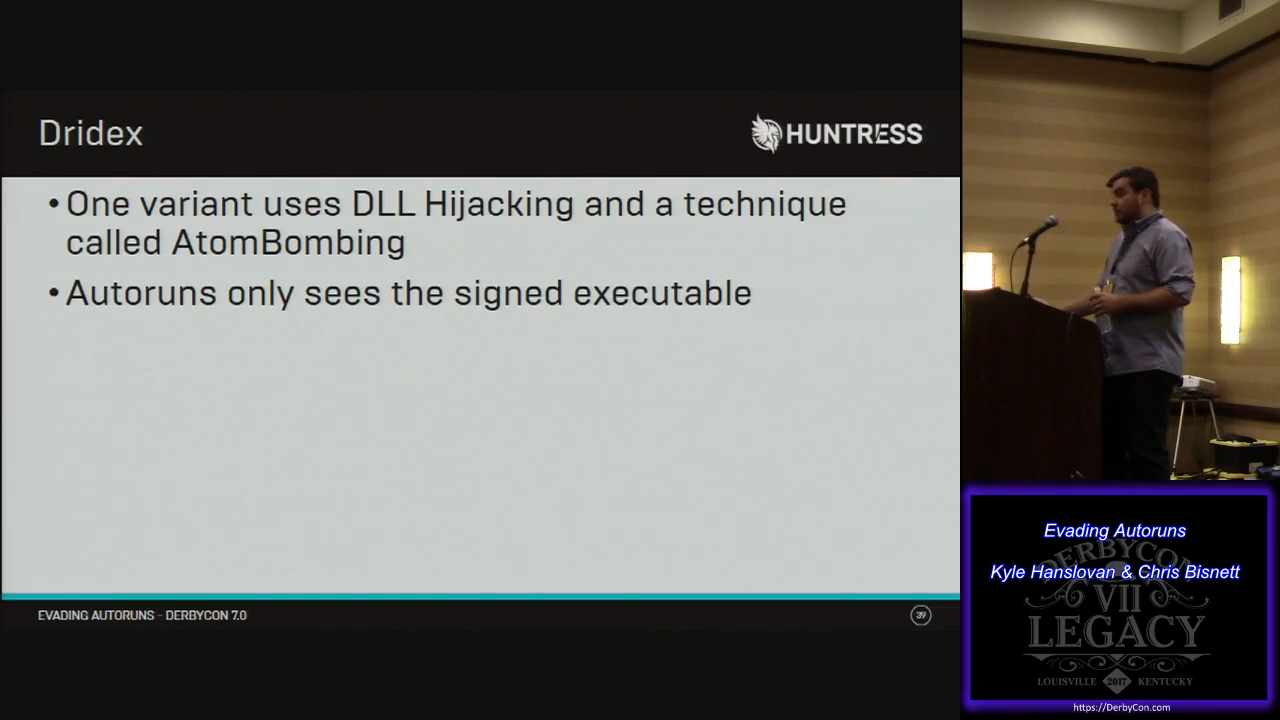 Dridex
HUNTRESS
• One variant uses DLL Hijacking and a technique
called AtomBombing
• Autoruns only sees the signed executable
EVADING AUTORUNS - DERBYCON 7.0
39
Evading Autoruns
Kyle Hanslovan & Chris Bisnett
DERBYCON
VII
LEGACY
LOUISVILLE 2017 KENTUCKY
https://DerbyCon.com